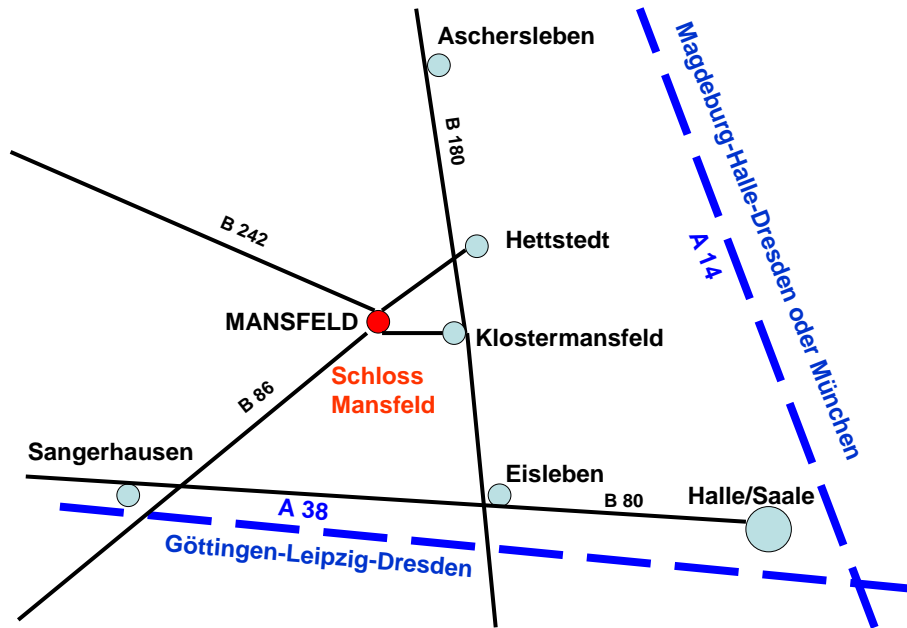 Aschersleben
Magdeburg-Halle-Dresden oder München
B 180
B 242
Hettstedt
A 14
MANSFELD
Klostermansfeld
Schloss
Mansfeld
B 86
Sangerhausen
Eisleben
Halle/Saale
B 80
A 38
Göttingen-Leipzig-Dresden